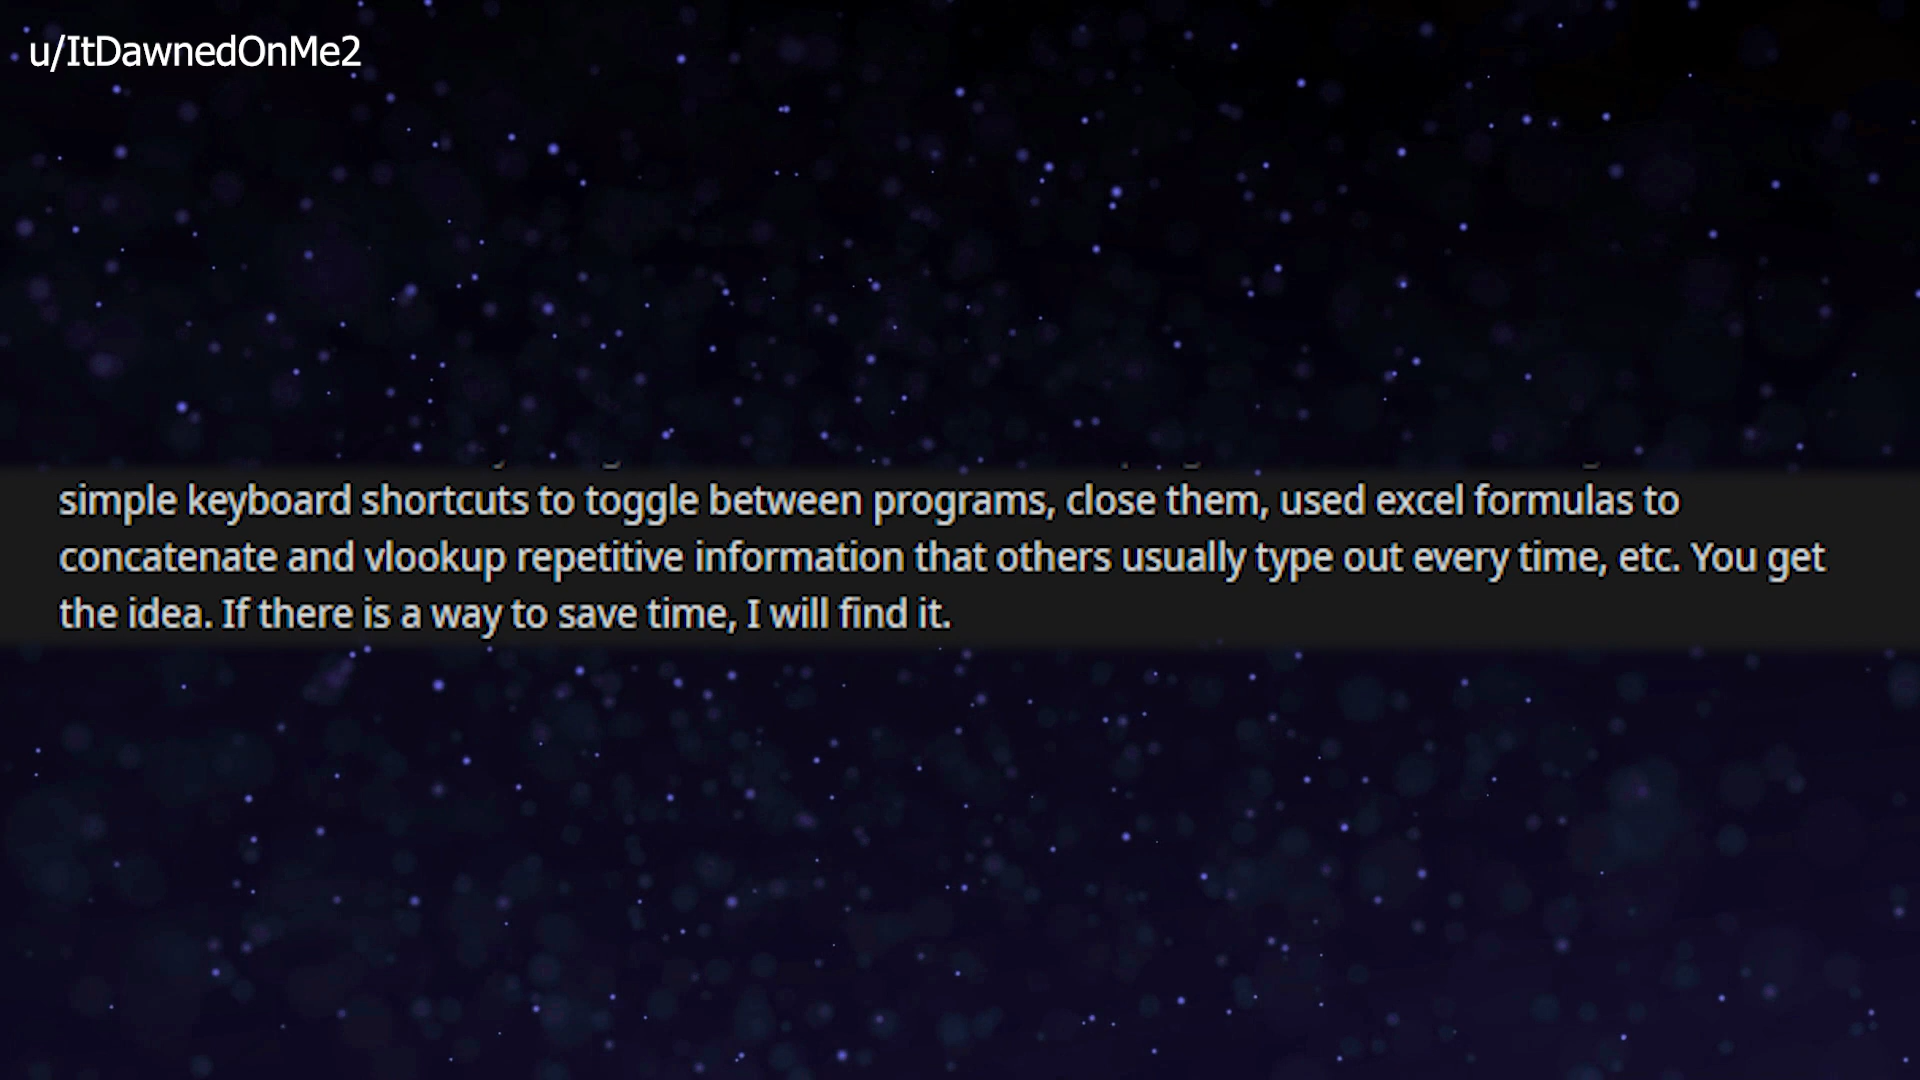 u/ItDawnedOnMe2
simple keyboard shortcuts to toggle between programs, close them, used excel formulas to
concatenate and vlookup repetitive information that others usually type out every time, etc. You get
the idea. If there is a way to save time, I will find it.